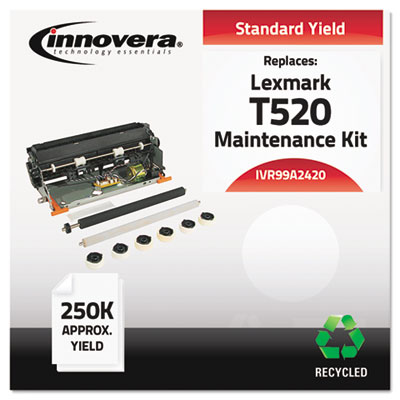 innovera
technology essentials
Standard Yield
Replaces:
Lexmark
T520
Maintenance Kit
IVR99A2420
250K
APPROX.
YIELD
RECYCLED